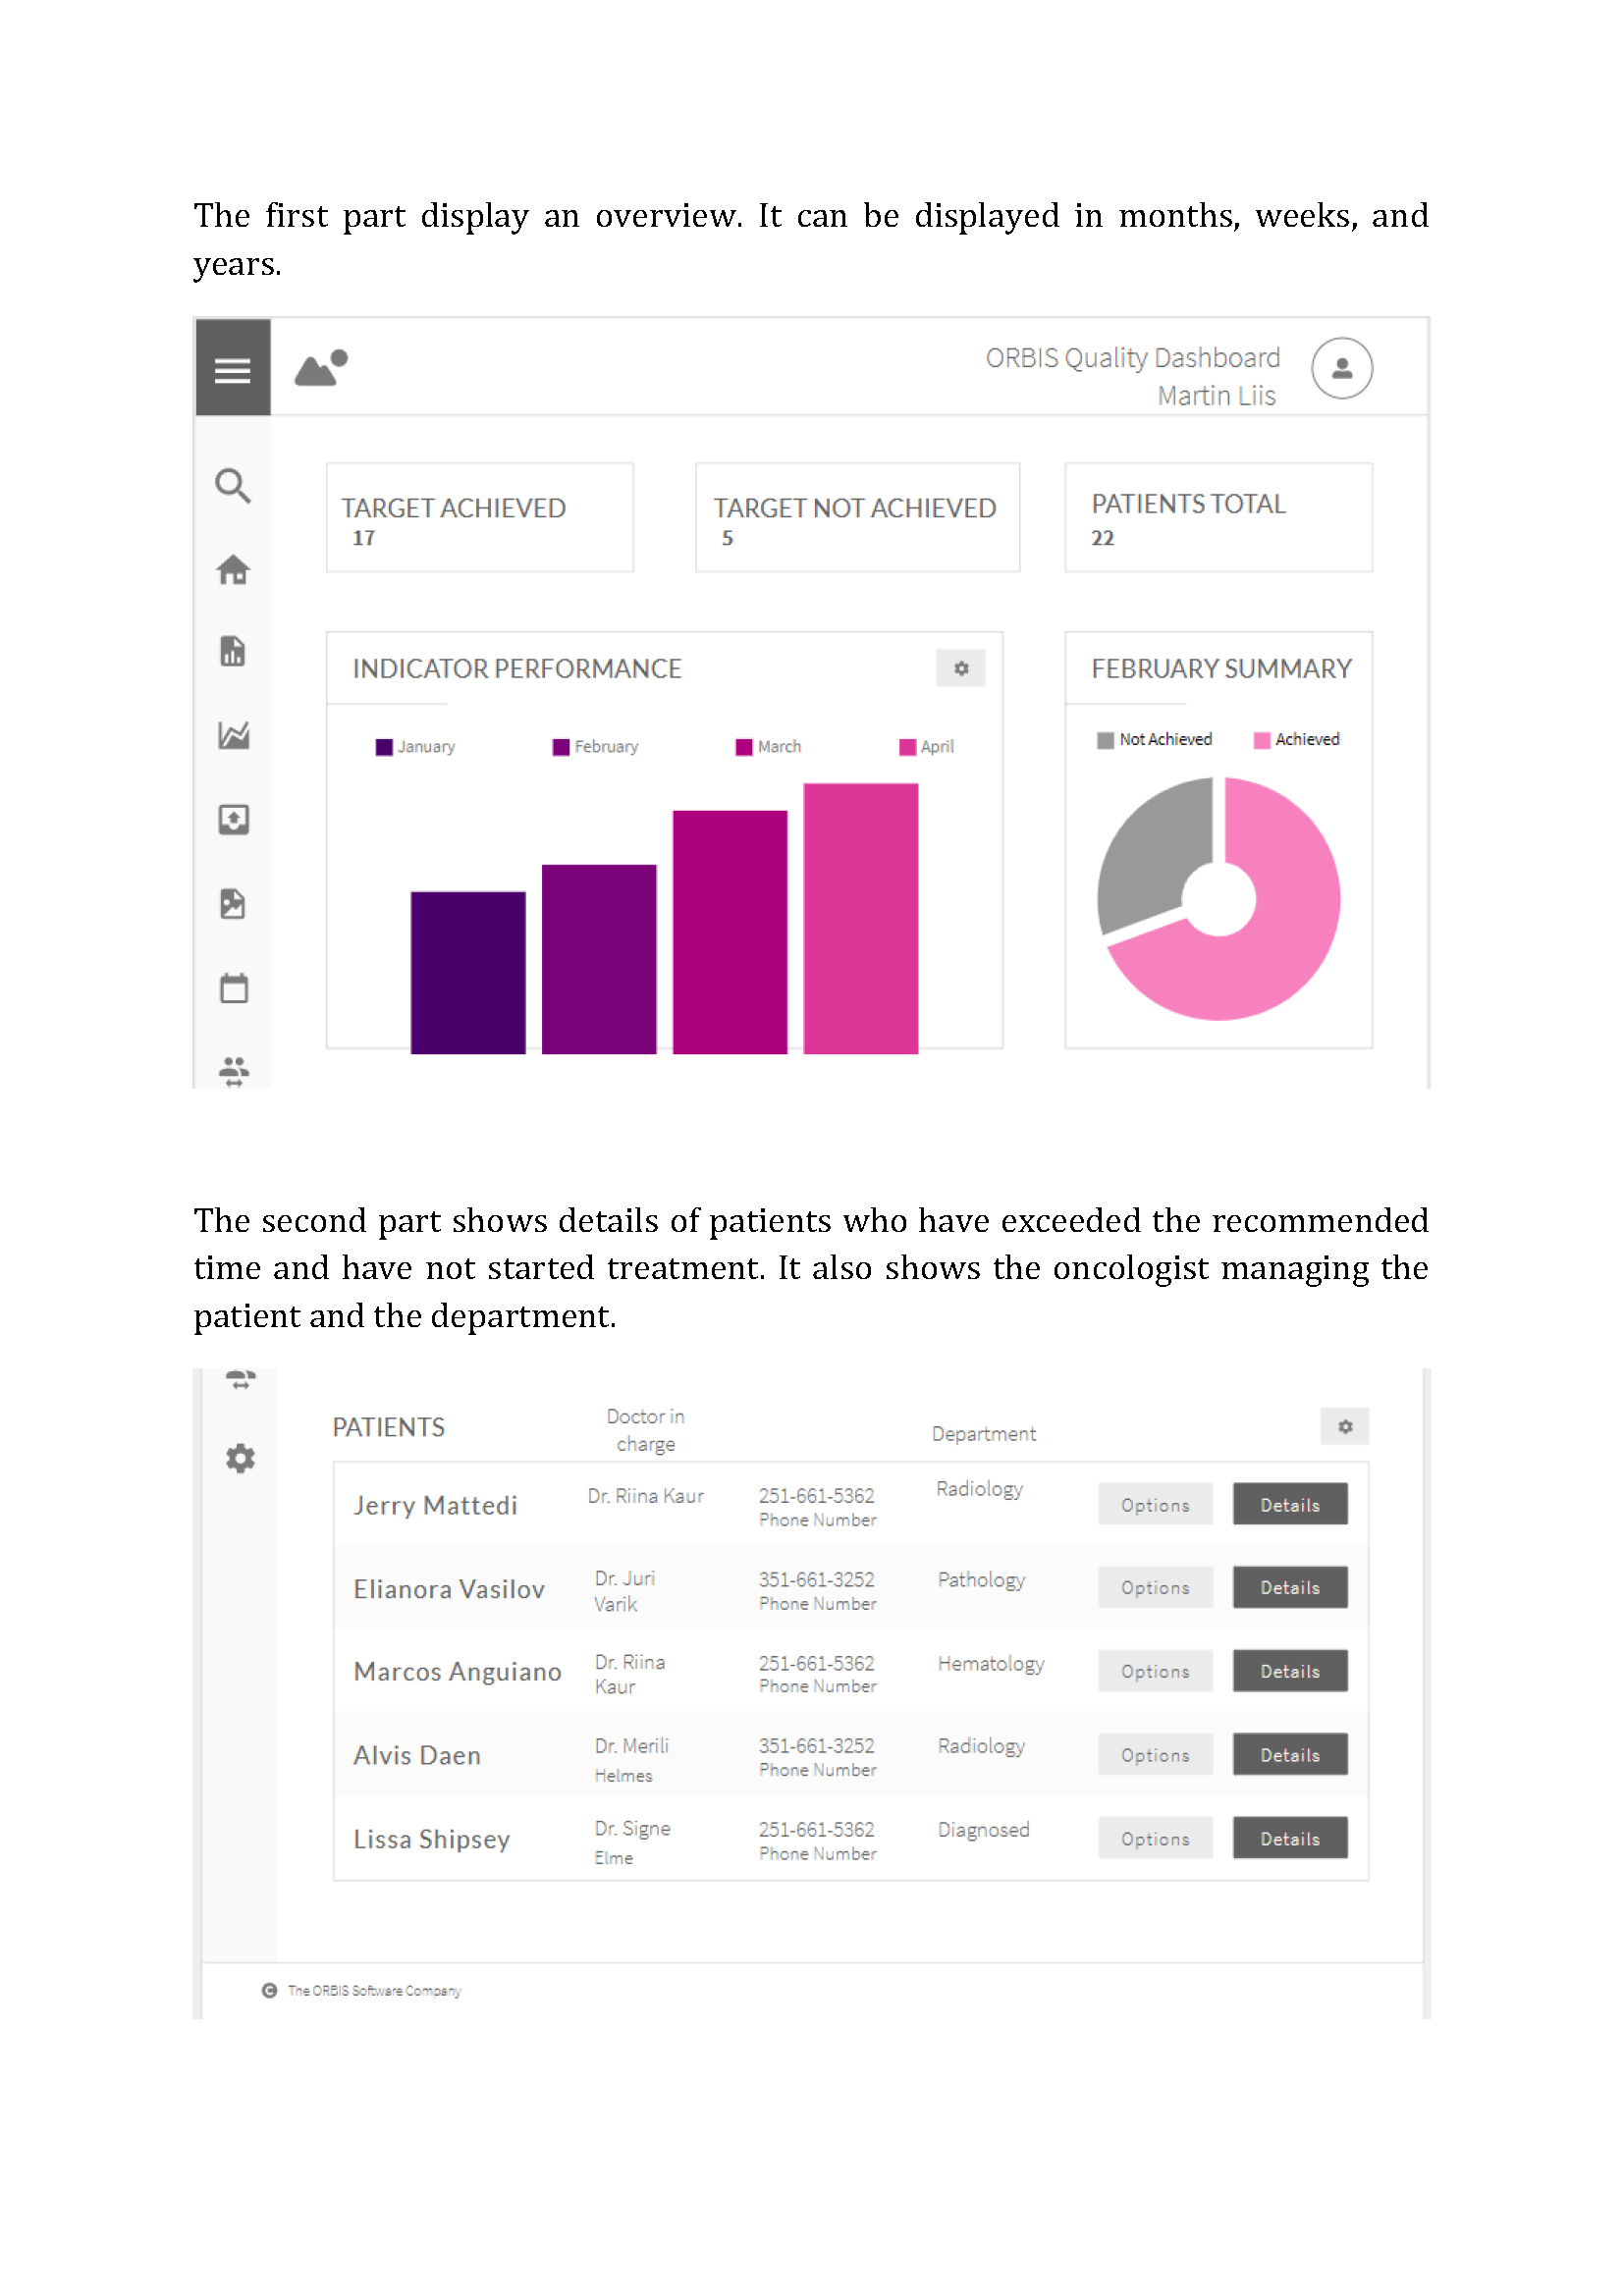 The first part display an overview. It can be displayed in months, weeks, and
years.
ORBIS Quality Dashboard
Martin Liis
TARGET ACHIEVED
17
TARGET NOT ACHIEVED
5
PATIENTS TOTAL
22
INDICATOR PERFORMANCE
January February March April
FEBRUARY SUMMARY
Not Achieved Achieved
The second part shows details of patients who have exceeded the recommended
time and have not started treatment. It also shows the oncologist managing the
patient and the department.
PATIENTS
Doctor in
charge
Department
Jerry Mattedi
Dr. Riina Kaur
251-661-5362
Phone Number
Radiology
Options
Details
Elianora Vasilov
Dr. Juri
Varik
351-661-3252
Phone Number
Pathology
Options
Details
Marcos Anguiano
Dr. Riina
Kaur
251-661-5362
Phone Number
Hematology
Options
Details
Alvis Daen
Dr. Merili
Helmes
351-661-3252
Phone Number
Radiology
Options
Details
Lissa Shipsey
Dr. Signe
Elme
251-661-5362
Phone Number
Diagnosed
Options
Details
The ORBIS Software Company